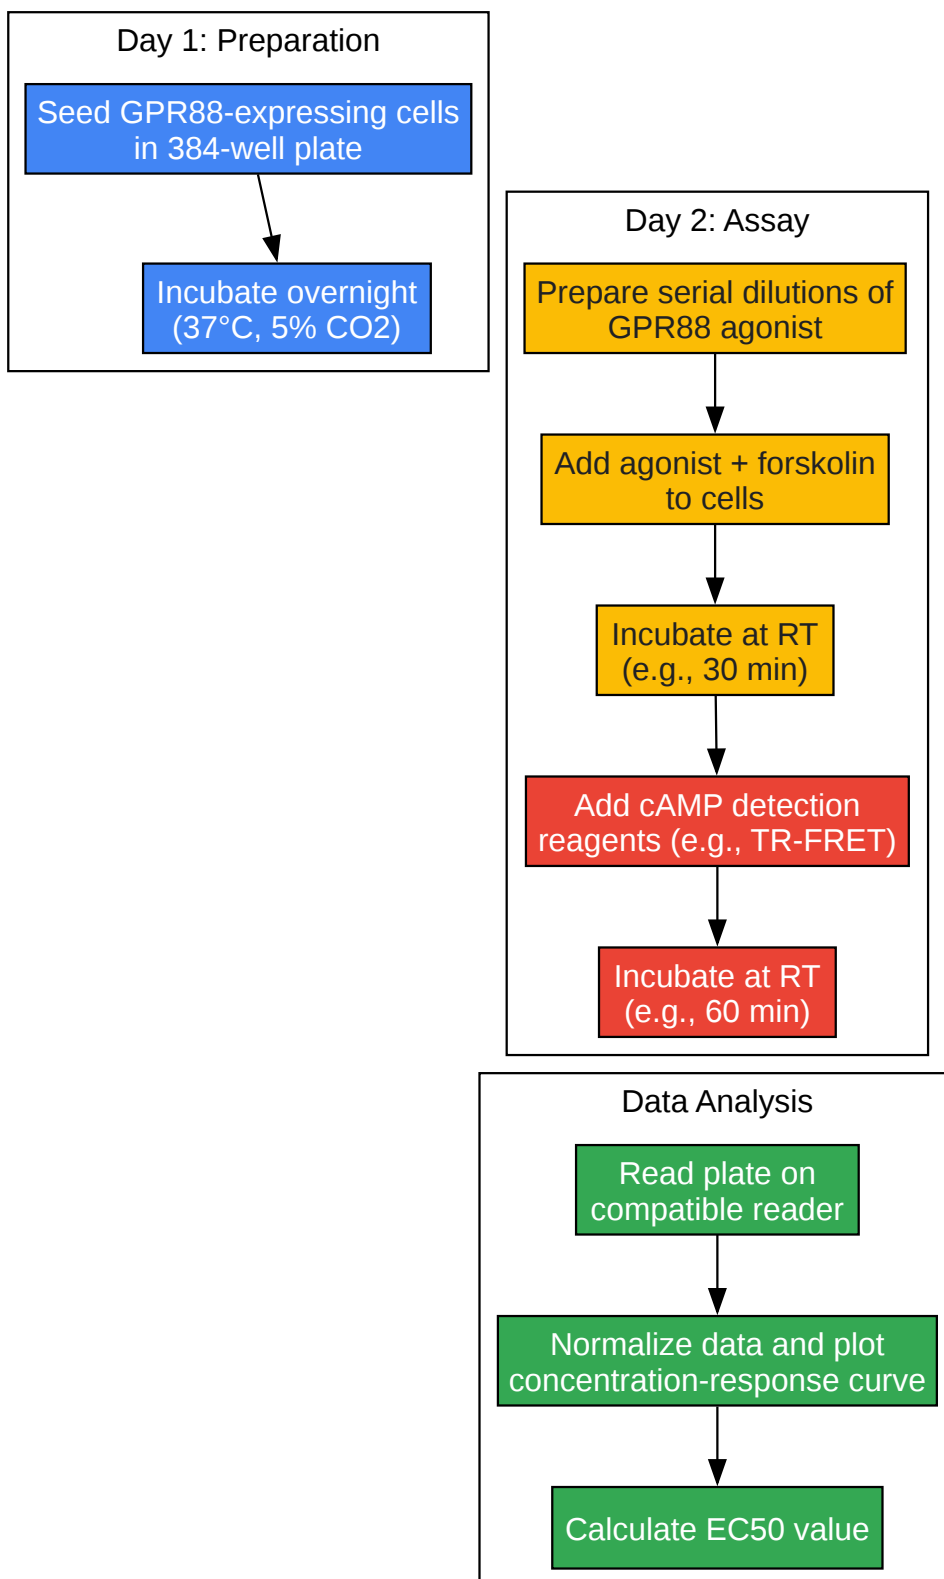 Day 1: Preparation
Seed GPR88-expressing cells
in 384-well plate
Incubate overnight
(37°C, 5% CO2)
Day 2: Assay
Prepare serial dilutions of
GPR88 agonist
Add agonist + forskolin
to cells
Incubate at RT
(e.g., 30 min)
Add cAMP detection
reagents (e.g., TR-FRET)
Incubate at RT
(e.g., 60 min)
Data Analysis
Read plate on
compatible reader
Normalize data and plot
concentration-response curve
Calculate EC50 value